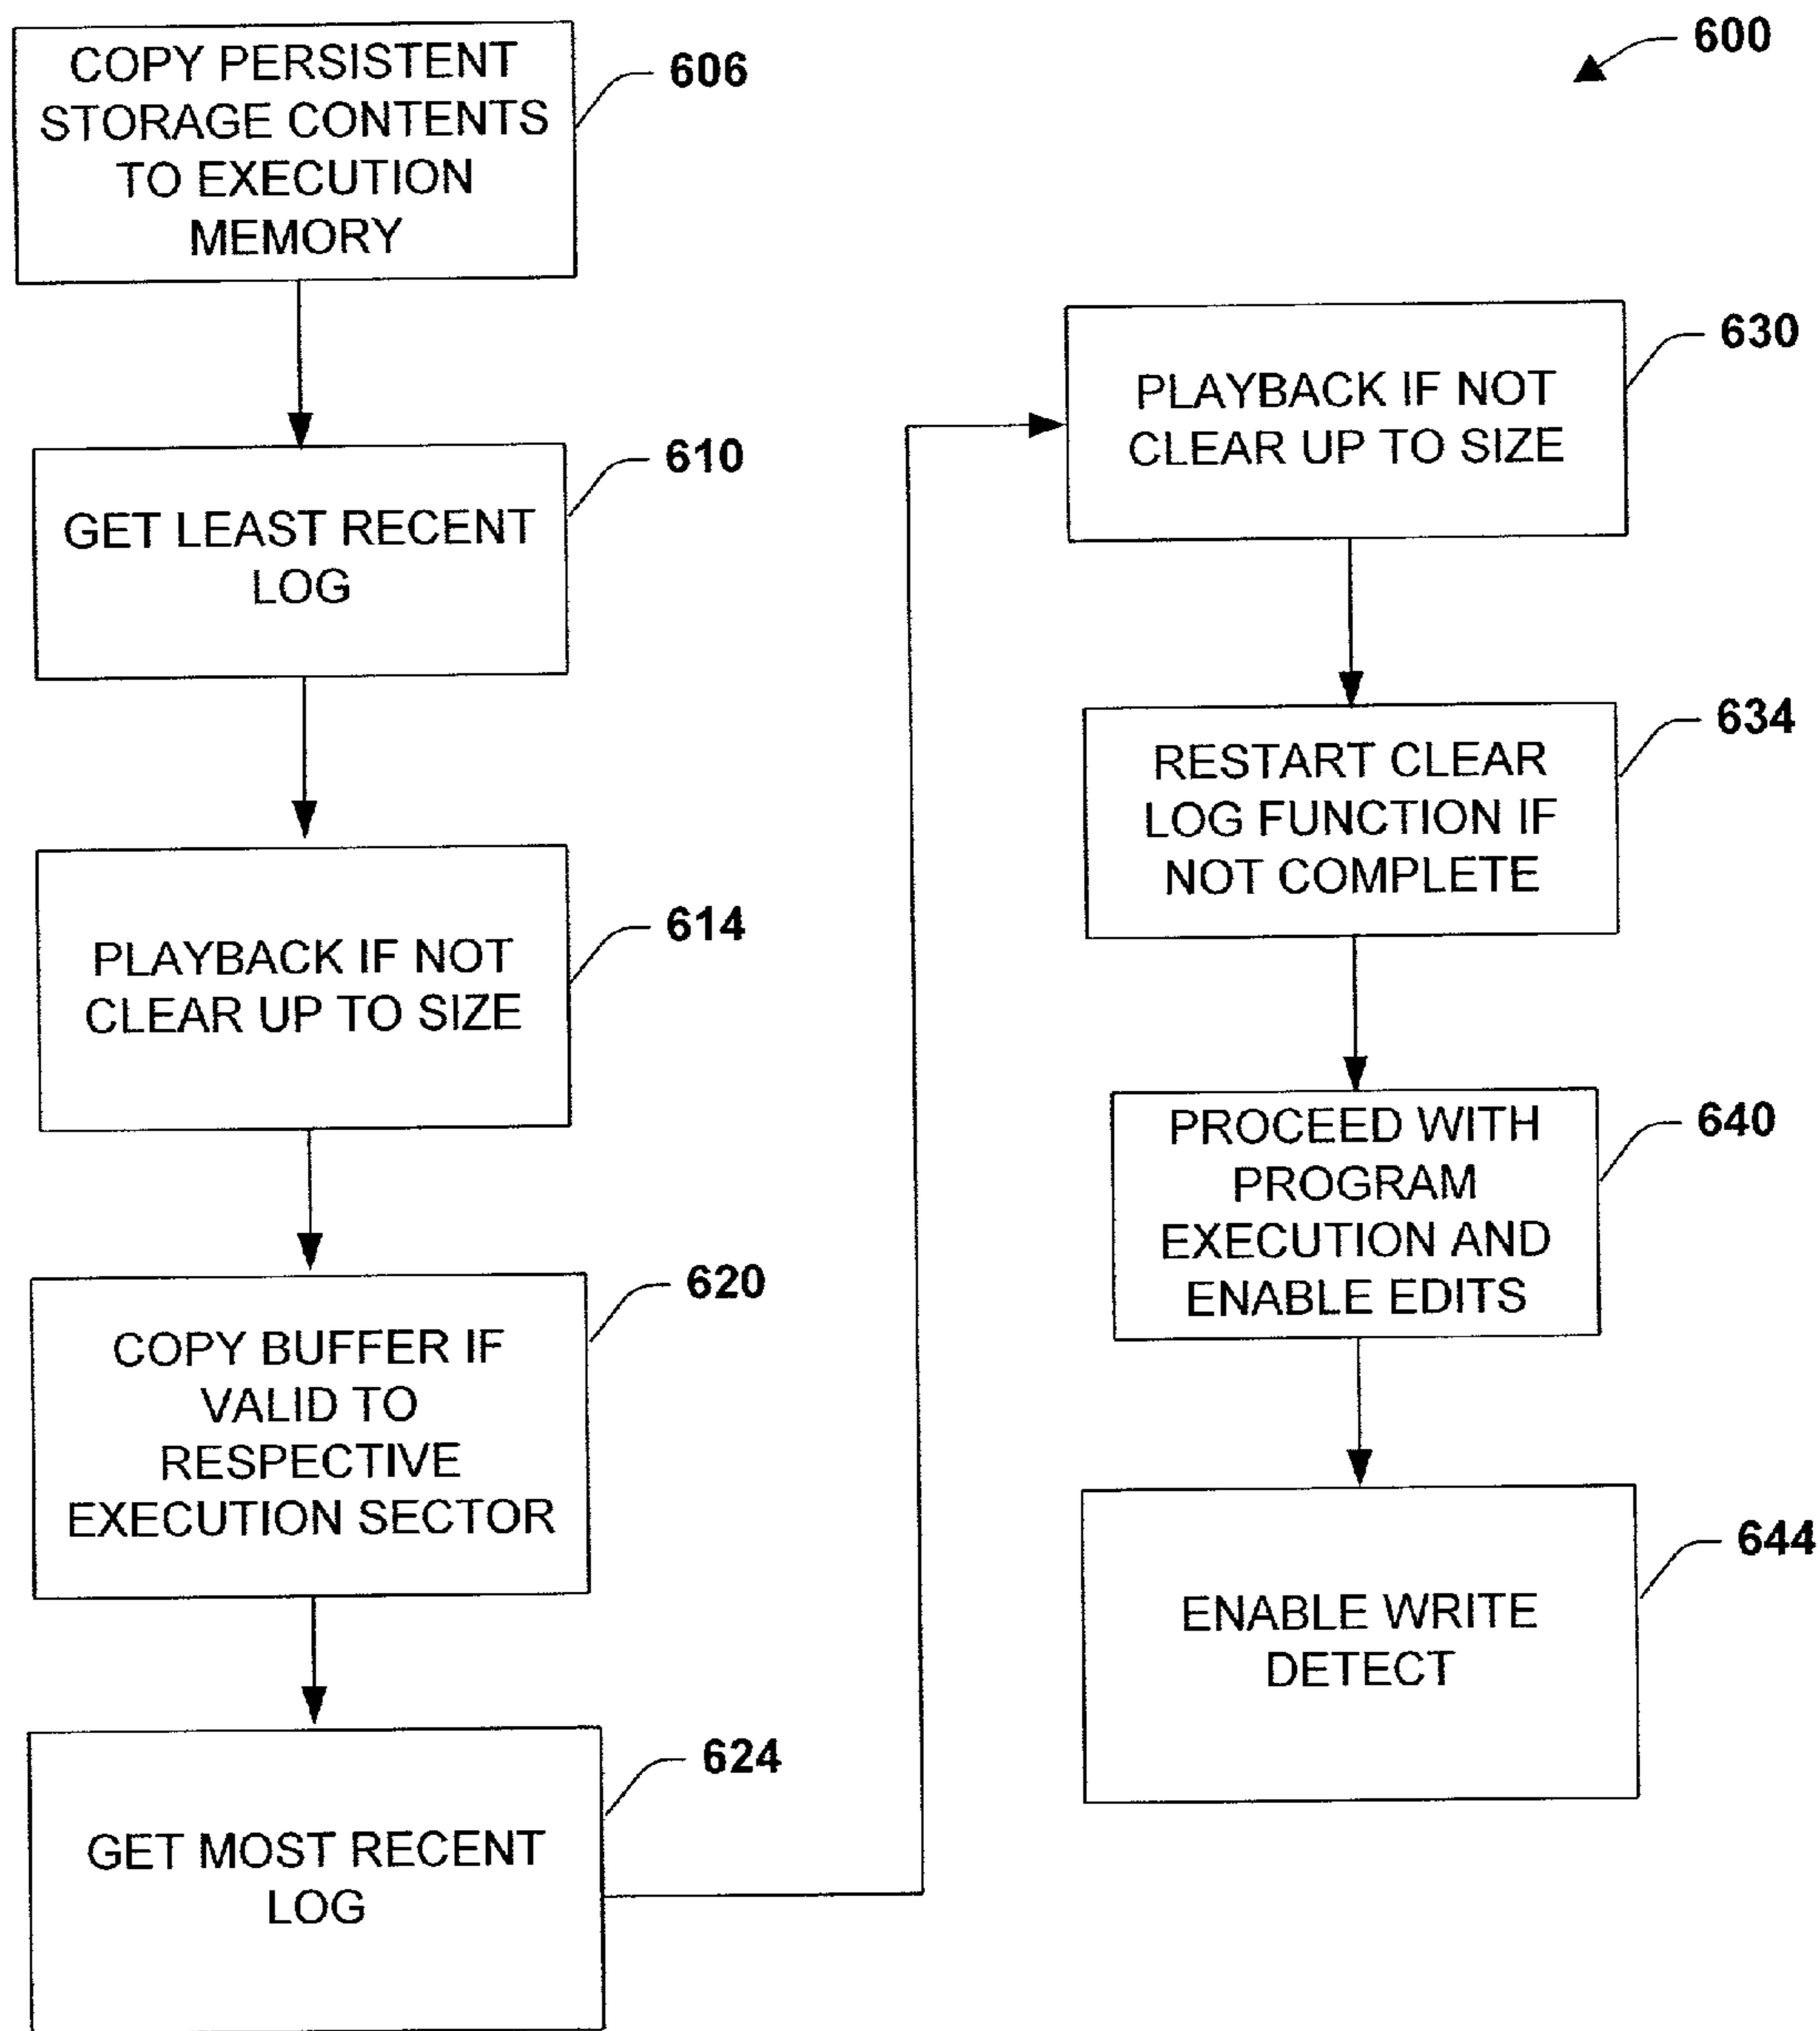 600
COPY PERSISTENT
STORAGE CONTENTS
TO EXECUTION
MEMORY
606
GET LEAST RECENT
LOG
610
PLAYBACK IF NOT
CLEAR UP TO SIZE
614
COPY BUFFER IF
VALID TO
RESPECTIVE
EXECUTION SECTOR
620
GET MOST RECENT
LOG
624
PLAYBACK IF NOT
CLEAR UP TO SIZE
630
RESTART CLEAR
LOG FUNCTION IF
NOT COMPLETE
634
PROCEED WITH
PROGRAM
EXECUTION AND
ENABLE EDITS
640
ENABLE WRITE
DETECT
644